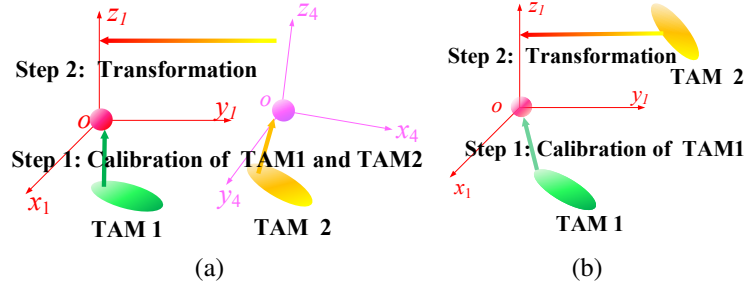 z1
z4
Step 2: Transformation
o
y1
o
x4
Step 1: Calibration of TAM1 and TAM2
x1
y4
TAM 1
TAM 2
(a)
z1
Step 2: Transformation
TAM 2
o
y1
Step 1: Calibration of TAM1
x1
TAM 1
(b)